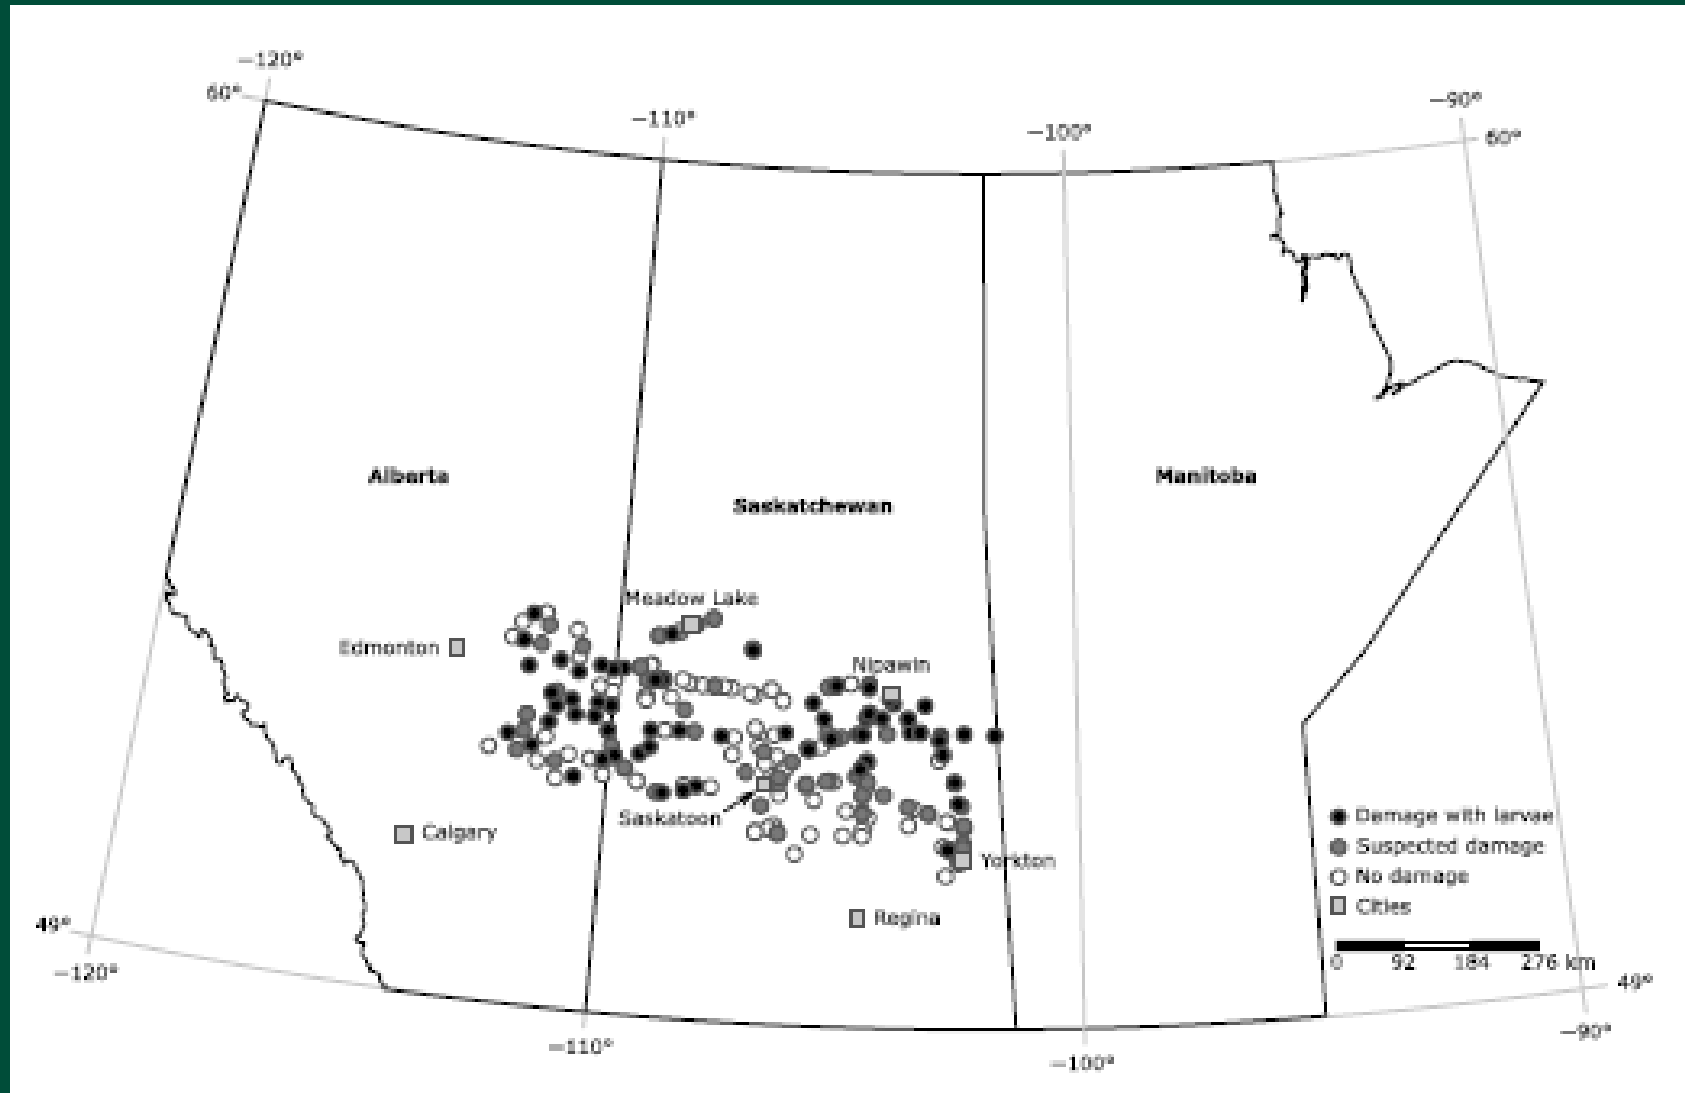 −120°
60°
−110°
−100°
−90°
60°
Alberta
Saskatchewan
Manitoba
Meadow Lake
Edmonton
Nipawin
Saskatoon
Calgary
Yorkton
Regina
Damage with larvae
Suspected damage
No damage
Cities
0 92 184 276 km
49°
−120°
−110°
−100°
49°
−90°